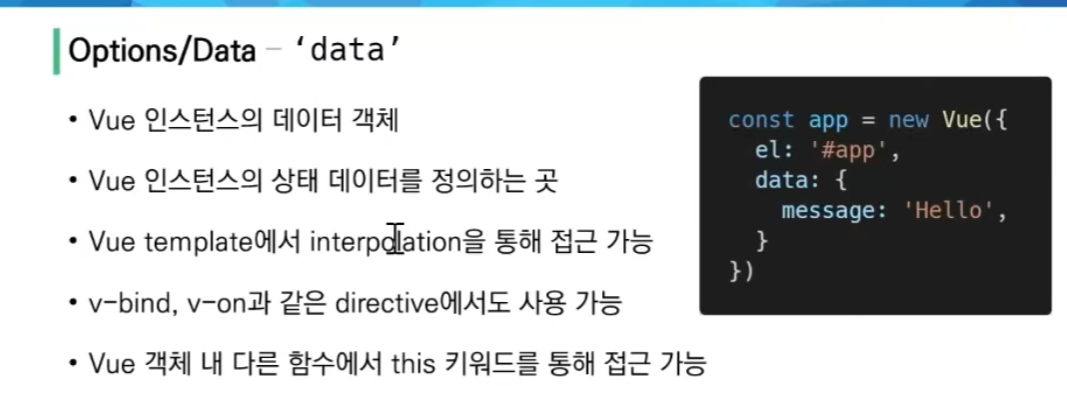 Options/Data – ‘data’
• Vue 인스턴스의 데이터 객체
• Vue 인스턴스의 상태 데이터를 정의하는 곳
• Vue template에서 interpolation을 통해 접근 가능
• v-bind, v-on과 같은 directive에서도 사용 가능
• Vue 객체 내 다른 함수에서 this 키워드를 통해 접근 가능
const app = new Vue({
  el: '#app',
  data: {
    message: 'Hello',
  }
})